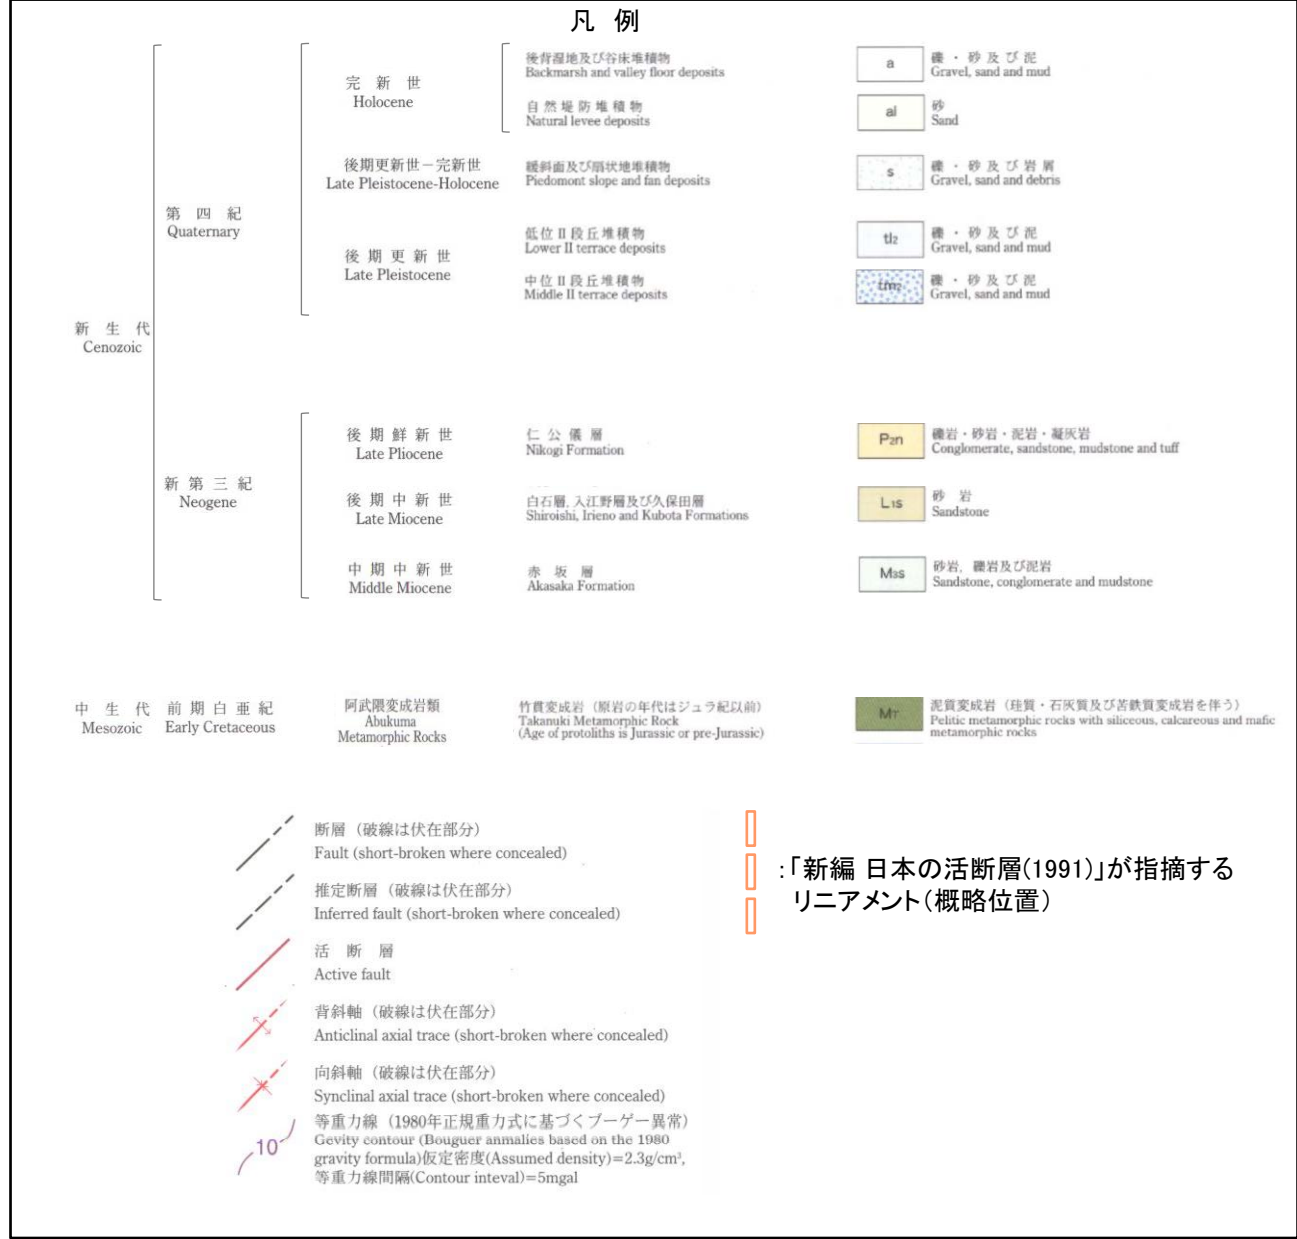 凡 例
新 生 代
Cenozoic
第 四 紀
Quaternary
完 新 世
Holocene
後背湿地及び谷床堆積物
Backmarsh and valley floor deposits
a
礫・砂及び泥
Gravel, sand and mud
自然堤防堆積物
Natural levee deposits
al
砂
Sand
後期更新世－完新世
Late Pleistocene-Holocene
緩斜面及び扇状地堆積物
Piedomont slope and fan deposits
s
礫・砂及び岩屑
Gravel, sand and debris
後期更新世
Late Pleistocene
低位Ⅱ段丘堆積物
Lower II terrace deposits
tl2
礫・砂及び泥
Gravel, sand and mud
中位Ⅱ段丘堆積物
Middle II terrace deposits
tm2
礫・砂及び泥
Gravel, sand and mud
新 第 三 紀
Neogene
後期鮮新世
Late Pliocene
仁公儀層
Nikogi Formation
P2n
礫岩・砂岩・泥岩・凝灰岩
Conglomerate, sandstone, mudstone and tuff
後期中新世
Late Miocene
白石層, 入江野層及び久保田層
Shiroishi, Irieno and Kubota Formations
L1s
砂 岩
Sandstone
中期中新世
Middle Miocene
赤坂層
Akasaka Formation
M3s
砂岩, 礫岩及び泥岩
Sandstone, conglomerate and mudstone
中 生 代
Mesozoic
前期白亜紀
Early Cretaceous
阿武隈変成岩類
Abukuma
Metamorphic Rocks
竹貫変成岩（原岩の年代はジュラ紀以前）
Takanuki Metamorphic Rock
(Age of protoliths is Jurassic or pre-Jurassic)
MT
泥質変成岩（珪質・石灰質及び苦鉄質変成岩を伴う）
Pelitic metamorphic rocks with siliceous, calcareous and mafic
metamorphic rocks
断層（破線は伏在部分）
Fault (short-broken where concealed)
推定断層（破線は伏在部分）
Inferred fault (short-broken where concealed)
活 断 層
Active fault
背斜軸（破線は伏在部分）
Anticlinal axial trace (short-broken where concealed)
向斜軸（破線は伏在部分）
Synclinal axial trace (short-broken where concealed)
10
等重力線（1980年正規重力式に基づくブーゲー異常）
Gevity contour (Bouguer anmalies based on the 1980
gravity formula)仮定密度(Assumed density)=2.3g/cm³,
等重力線間隔(Contour inteval)=5mgal
:「新編 日本の活断層(1991)」が指摘する
リニアメント(概略位置)